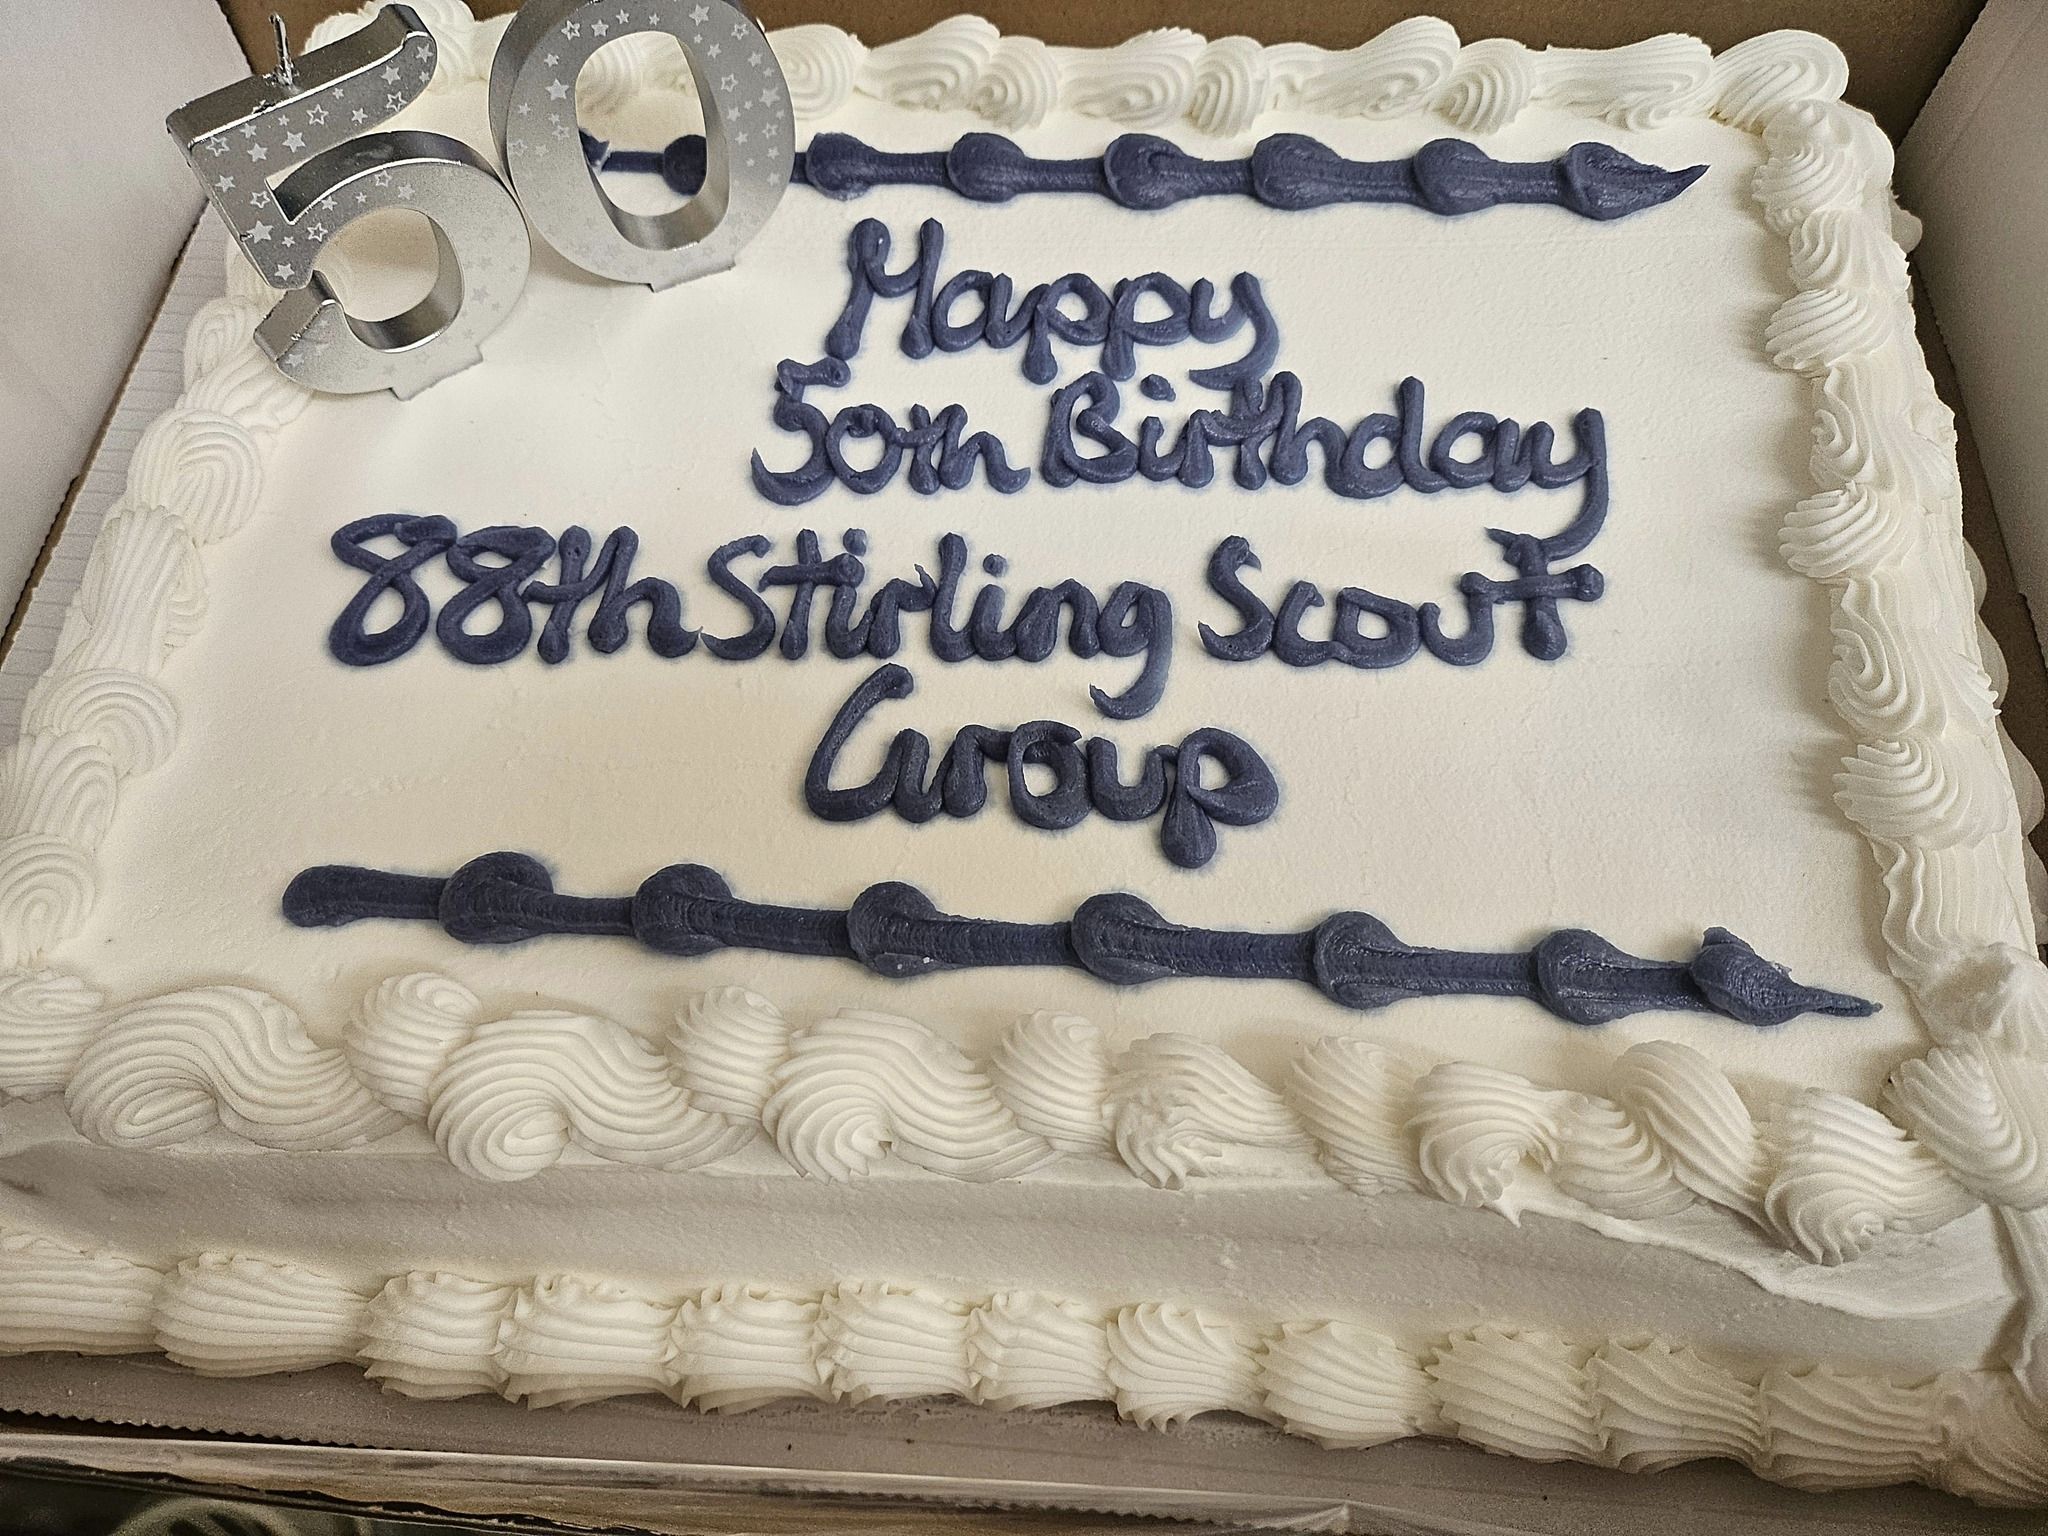 50
Happy
50th Birthday
88th Stirling Scout
Group